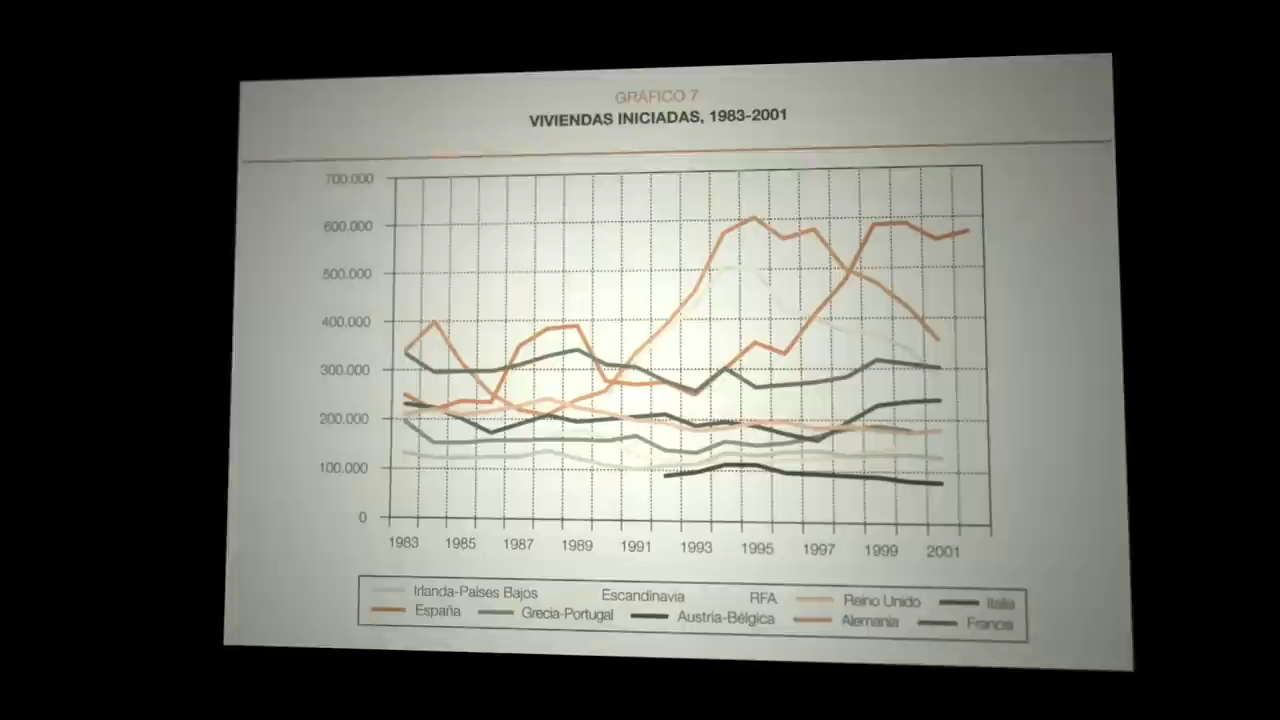 GRÁFICO 7
VIVIENDAS INICIADAS, 1983-2001
700.000
600.000
500.000
400.000
300.000
200.000
100.000
0
1983 1985 1987 1989 1991 1993 1995 1997 1999 2001
Irlanda-Países Bajos Escandinavia RFA Reino Unido Italia
España Grecia-Portugal Austria-Bélgica Alemania Francia